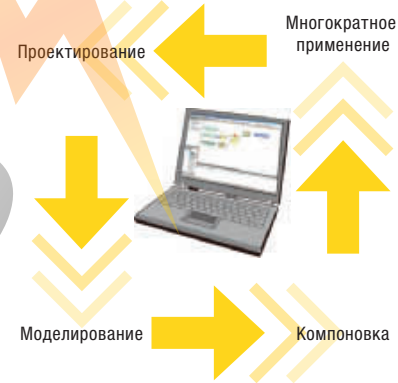 Многократное
применение
Проектирование
Моделирование
Компоновка